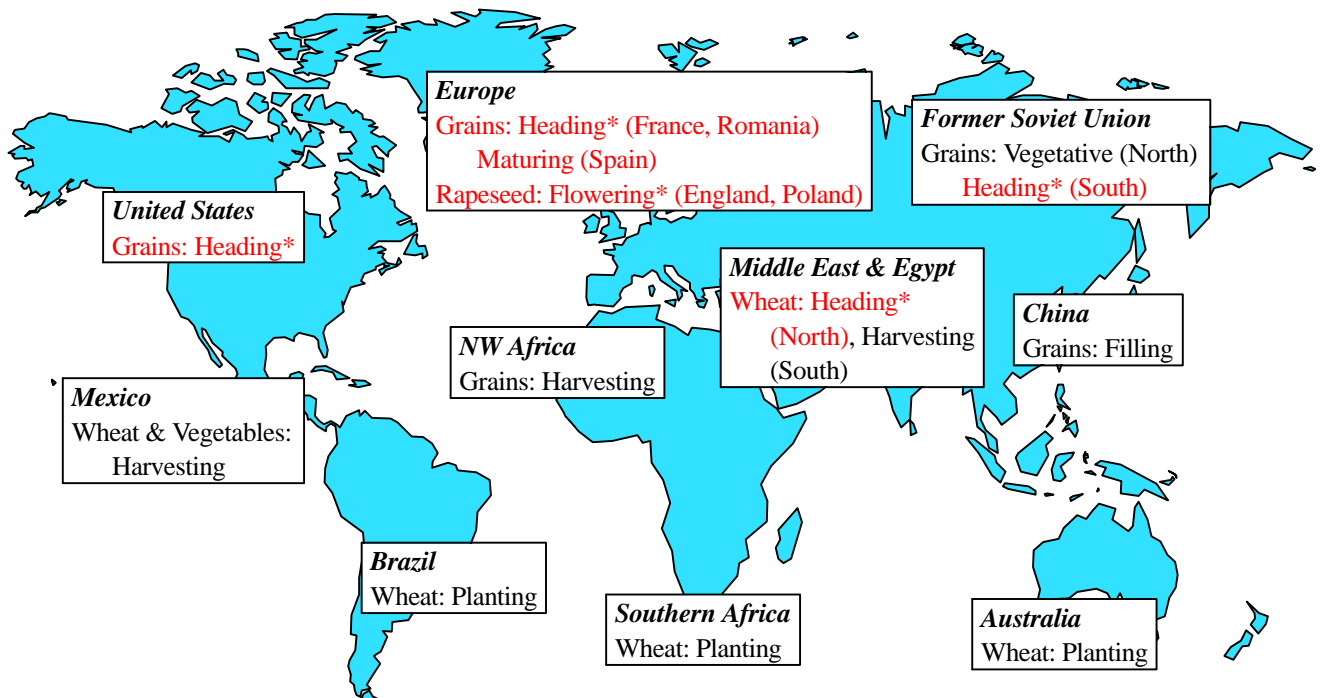 Europe
Grains: Heading* (France, Romania)
Maturing (Spain)
Rapeseed: Flowering* (England, Poland)
Former Soviet Union
Grains: Vegetative (North)
Heading* (South)
United States
Grains: Heading*
Middle East & Egypt
Wheat: Heading*
(North), Harvesting
(South)
China
Grains: Filling
NW Africa
Grains: Harvesting
Mexico
Wheat & Vegetables:
Harvesting
Brazil
Wheat: Planting
Southern Africa
Wheat: Planting
Australia
Wheat: Planting